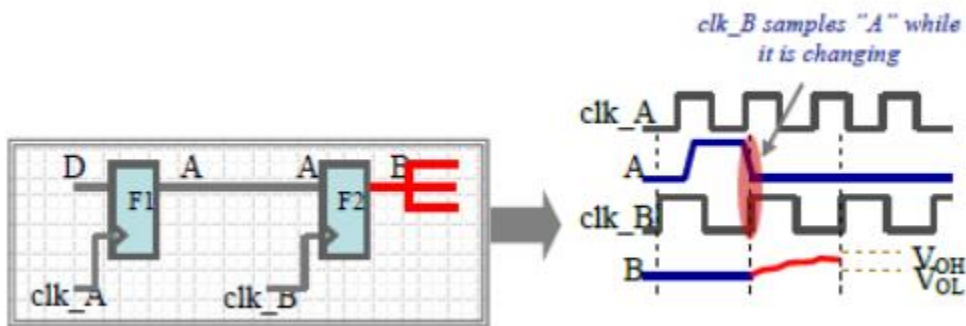 clk_B samples "A" while
it is changing
D A A B
F1 F2
clk_A clk_B
clk_A
A
clk_B
B
VOH
VOL